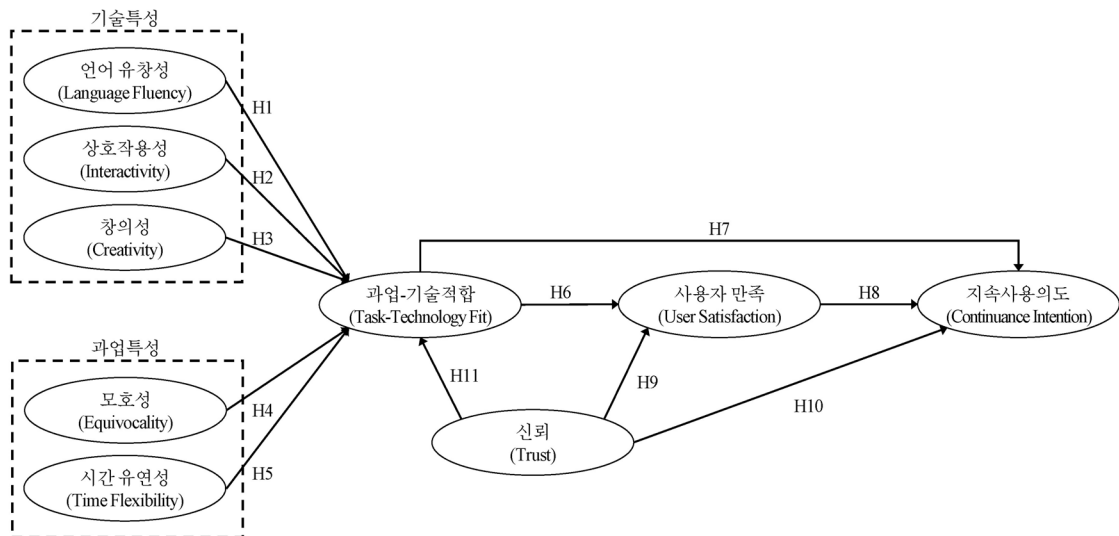 기술특성
언어 유창성
(Language Fluency)
H1
상호작용성
(Interactivity)
H2
창의성
(Creativity)
H3
H7
과업-기술적합
(Task-Technology Fit)
H6
사용자 만족
(User Satisfaction)
H8
지속사용의도
(Continuance Intention)
과업특성
모호성
(Equivocality)
H4
시간 유연성
(Time Flexibility)
H5
H11
H9
H10
신뢰
(Trust)